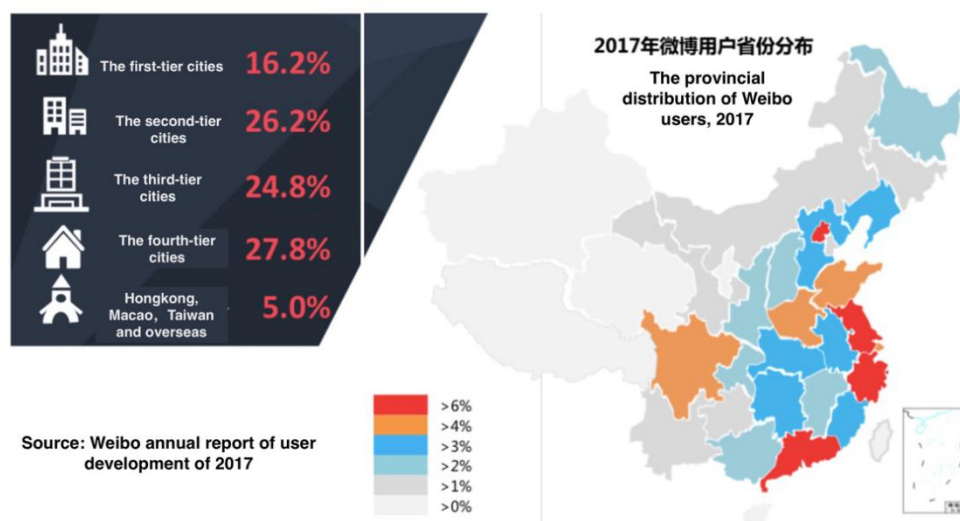 The first-tier cities 16.2%
The second-tier
cities
26.2%
The third-tier
cities
24.8%
The fourth-tier
cities
27.8%
Hongkong,
Macao, Taiwan
and overseas
5.0%
2017年微博用户省份分布
The provincial
distribution of Weibo
users, 2017
>6%
>4%
>3%
>2%
>1%
>0%
Source: Weibo annual report of user
development of 2017